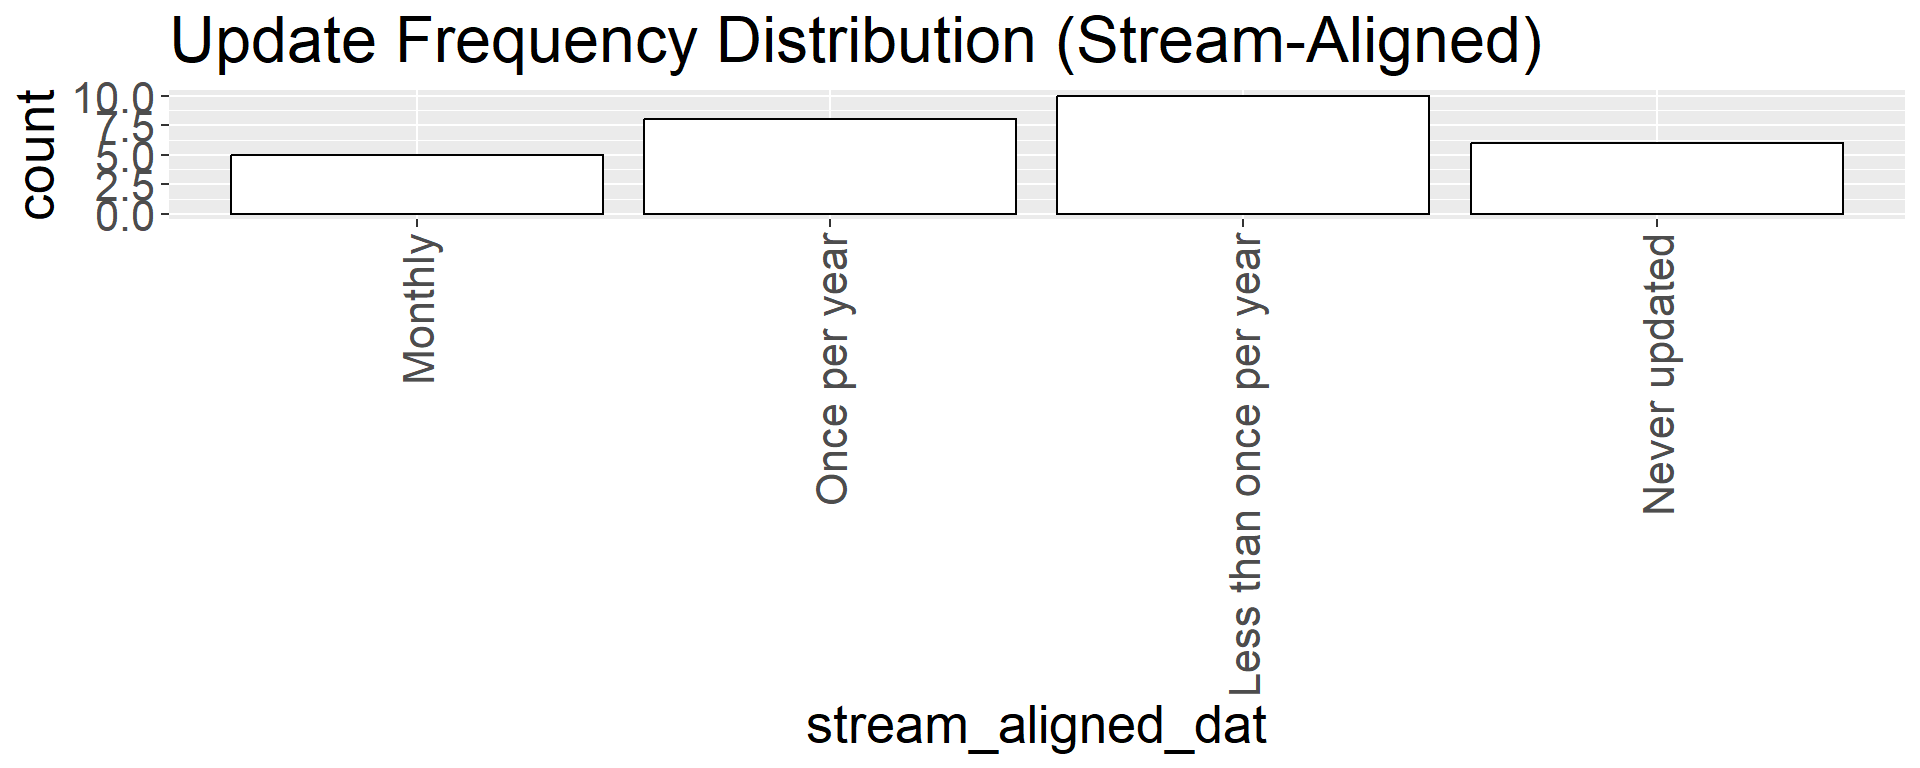 Update Frequency Distribution (Stream-Aligned)
count
10.0
7.5
5.0
2.5
0.0
Monthly
Once per year
Less than once per year
Never updated
stream_aligned_dat